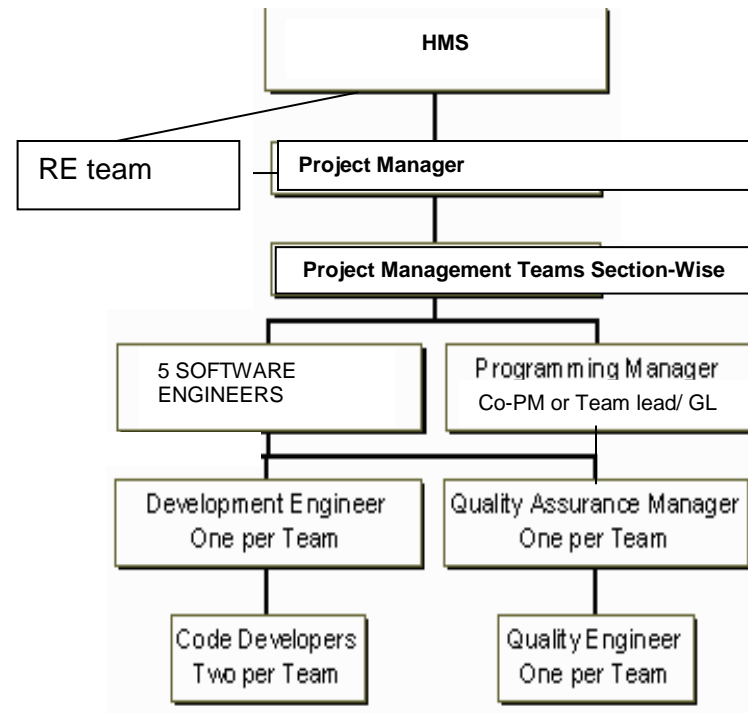 HMS
RE team
Project Manager
Project Management Teams Section-Wise
5 SOFTWARE
ENGINEERS
Programming Manager
Co-PM or Team lead/ GL
Development Engineer
One per Team
Quality Assurance Manager
One per Team
Code Developers
Two per Team
Quality Engineer
One per Team